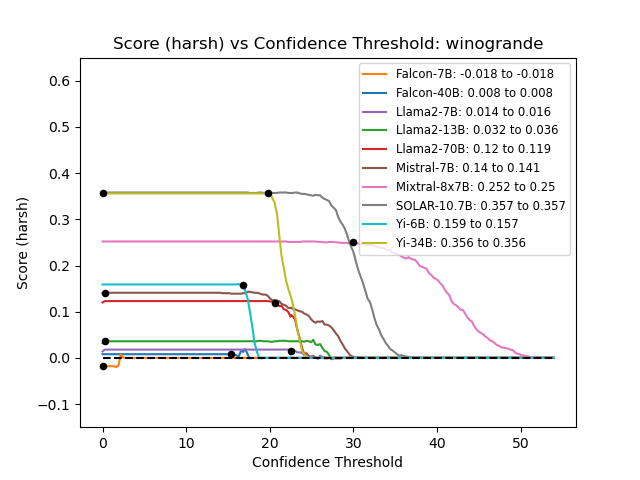 Score (harsh) vs Confidence Threshold: winogrande
Falcon-7B: -0.018 to -0.018
Falcon-40B: 0.008 to 0.008
Llama2-7B: 0.014 to 0.016
Llama2-13B: 0.032 to 0.036
Llama2-70B: 0.12 to 0.119
Mistral-7B: 0.14 to 0.141
Mixtral-8x7B: 0.252 to 0.25
SOLAR-10.7B: 0.357 to 0.357
Yi-6B: 0.159 to 0.157
Yi-34B: 0.356 to 0.356
Score (harsh)
0.6
0.5
0.4
0.3
0.2
0.1
0.0
−0.1
0 10 20 30 40 50
Confidence Threshold